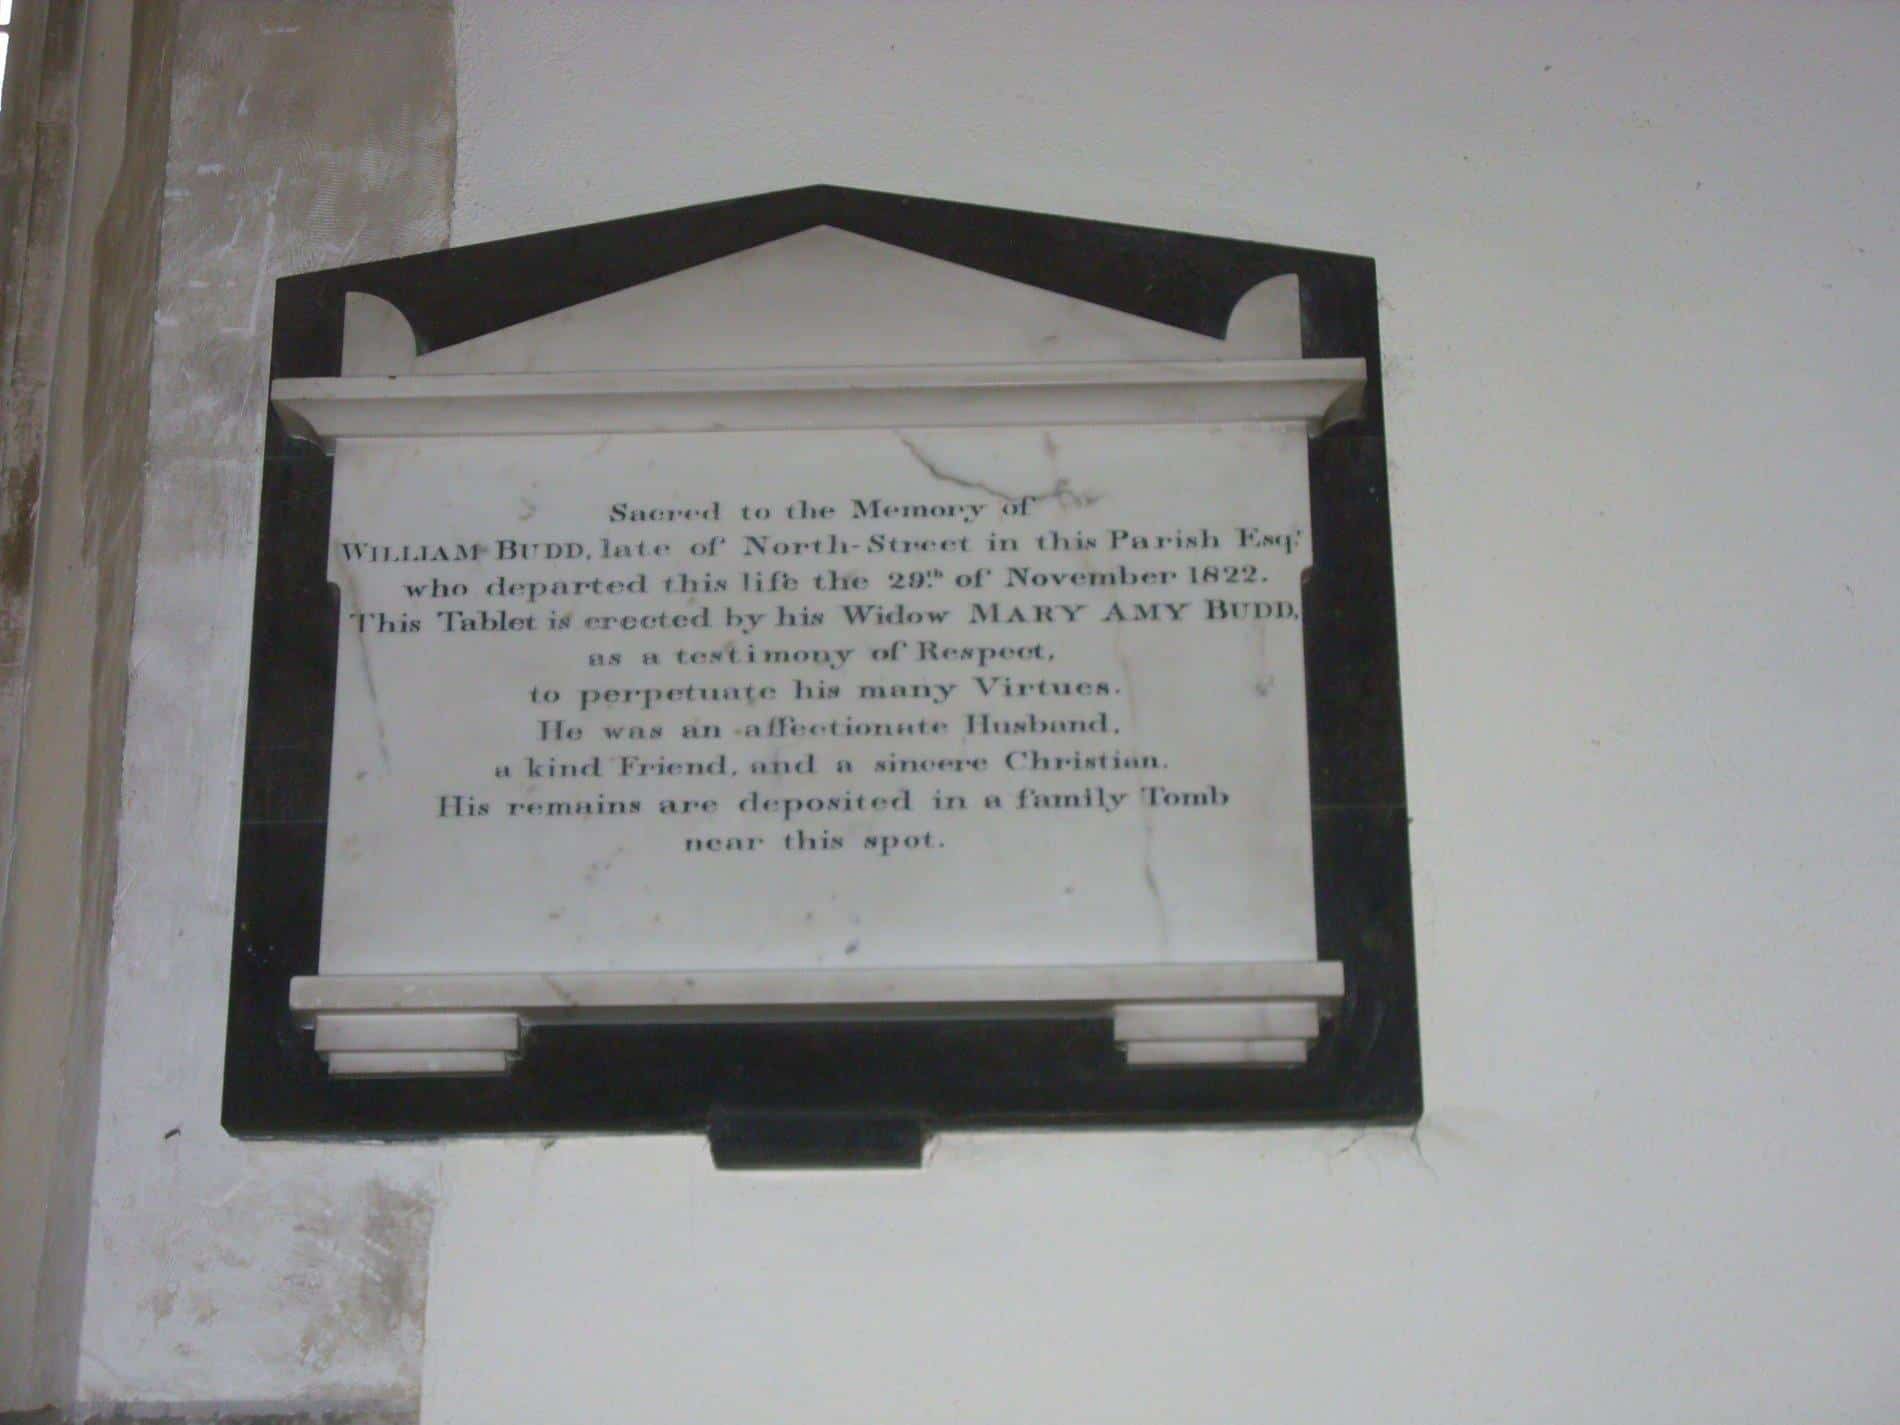 Sacred to the Memory of
WILLIAM BUDD, late of North-Street in this Parish Esqr
who departed this life the 29th of November 1822.
This Tablet is erected by his Widow MARY AMY BUDD,
as a testimony of Respect,
to perpetuate his many Virtues.
He was an affectionate Husband,
a kind Friend, and a sincere Christian.
His remains are deposited in a family Tomb
near this spot.